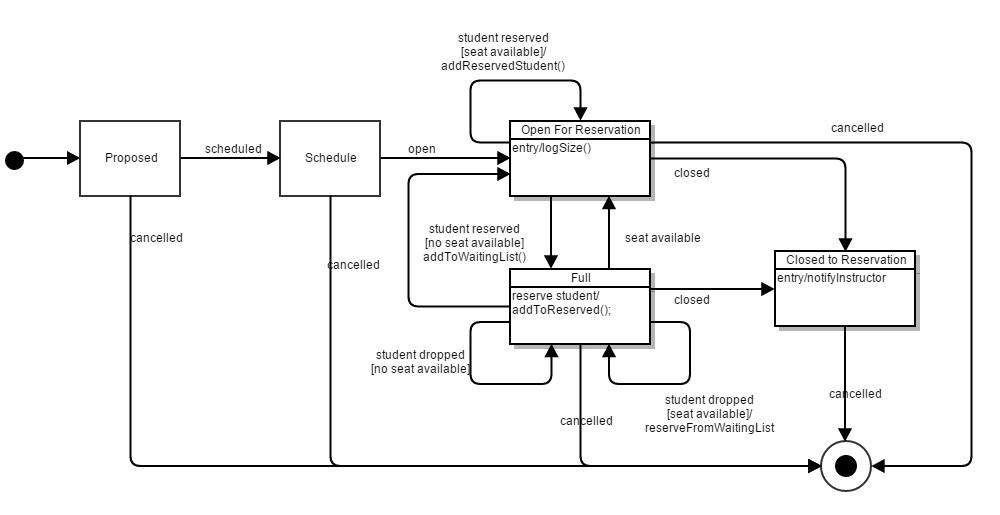 student reserved
[seat available]/
addReservedStudent()
Open For Reservation
entry/logSize()
cancelled
Proposed
scheduled
Schedule
open
closed
cancelled
cancelled
student reserved
[no seat available]
addToWaitingList()
seat available
Full
reserve student/
addToReserved();
closed
Closed to Reservation
entry/notifyInstructor
student dropped
[no seat available]
student dropped
[seat available]/
reserveFromWaitingList
cancelled
cancelled